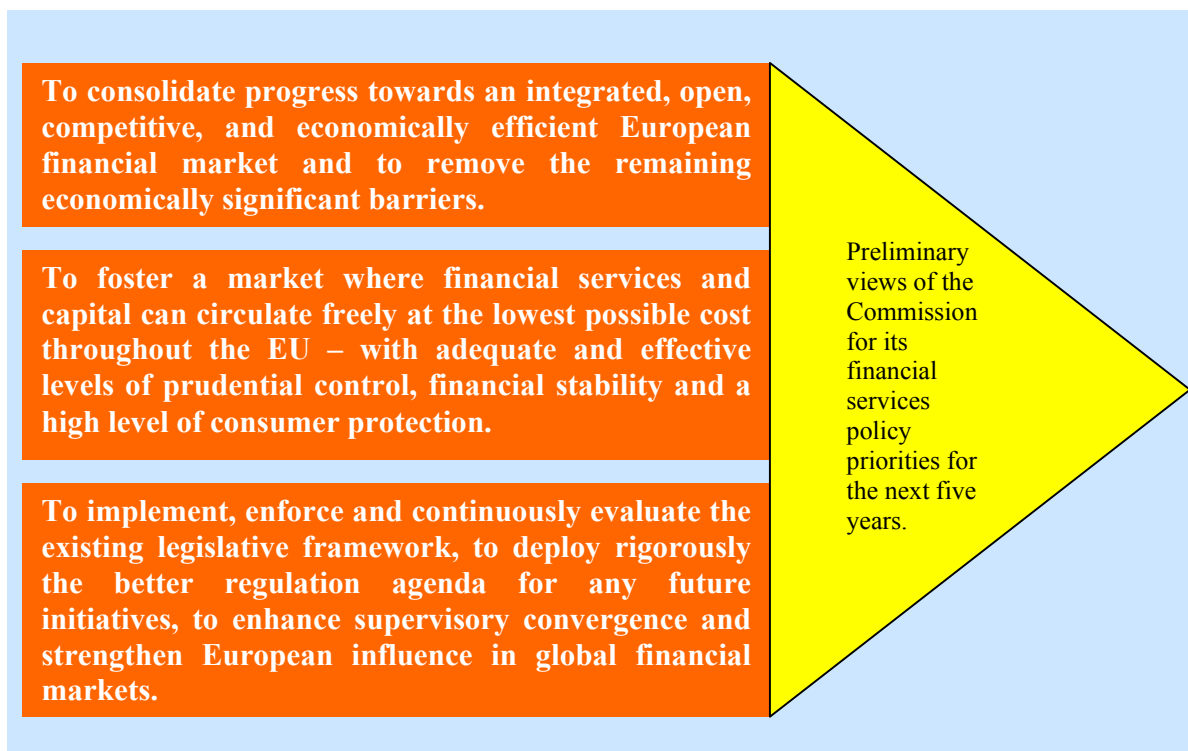 To consolidate progress towards an integrated, open,
competitive, and economically efficient European
financial market and to remove the remaining
economically significant barriers.
To foster a market where financial services and
capital can circulate freely at the lowest possible cost
throughout the EU – with adequate and effective
levels of prudential control, financial stability and a
high level of consumer protection.
To implement, enforce and continuously evaluate the
existing legislative framework, to deploy rigorously
the better regulation agenda for any future
initiatives, to enhance supervisory convergence and
strengthen European influence in global financial
markets.
Preliminary
views of the
Commission
for its
financial
services
policy
priorities for
the next five
years.